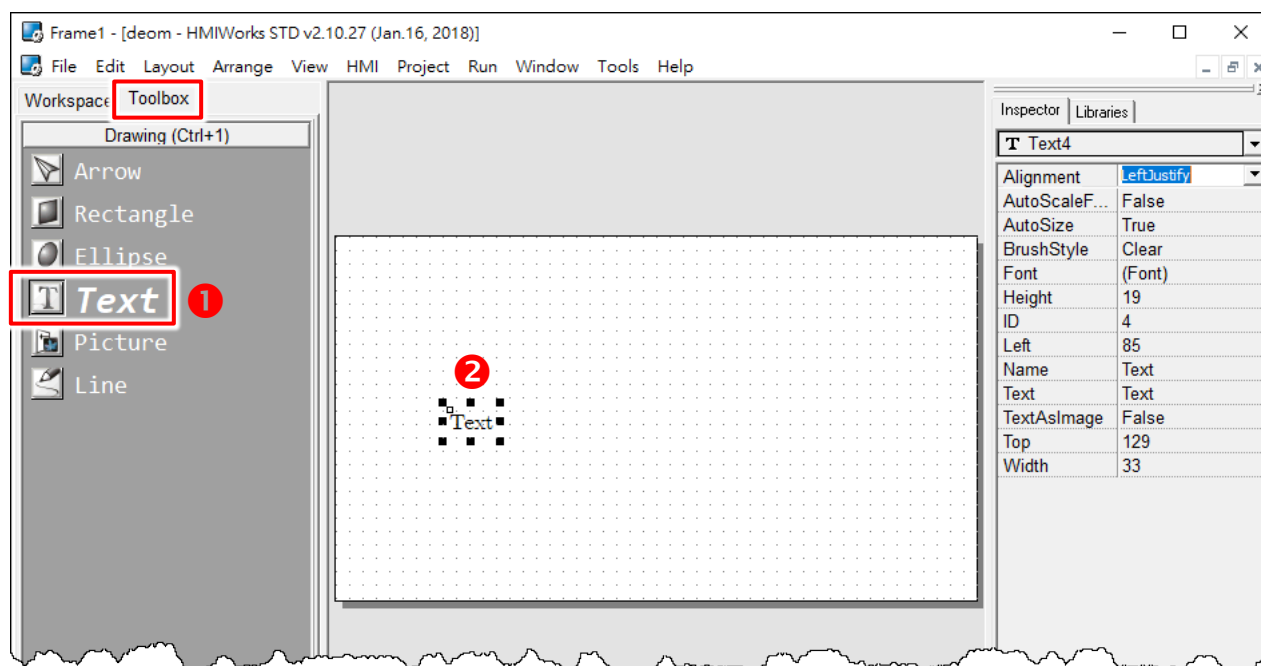 Frame1 - [deom - HMIWorks STD v2.10.27 (Jan.16, 2018)]
File Edit Layout Arrange View HMI Project Run Window Tools Help
Workspace Toolbox
Drawing (Ctrl+1)
Arrow
Rectangle
Ellipse
Text 1
Picture
Line
2
Text
Inspector Libraries
T Text4
Alignment LeftJustify
AutoScaleF... False
AutoSize True
BrushStyle Clear
Font (Font)
Height 19
ID 4
Left 85
Name Text
Text Text
TextAsImage False
Top 129
Width 33